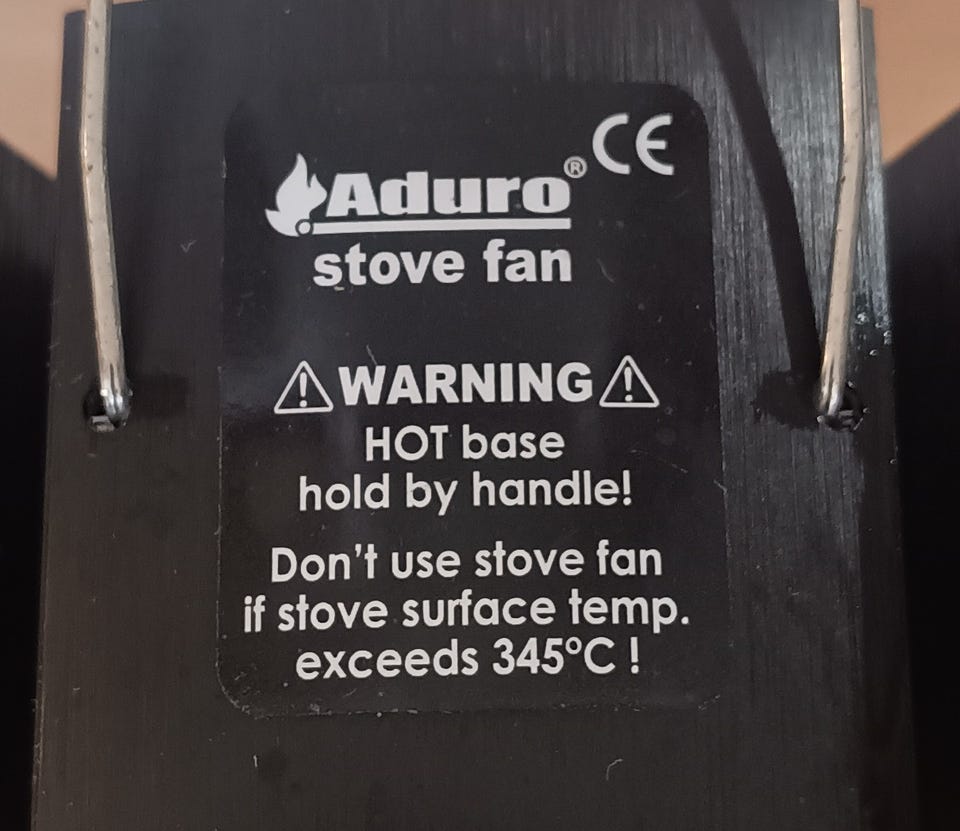 CE
Aduro®
stove fan
⚠ WARNING ⚠
HOT base
hold by handle!
Don't use stove fan
if stove surface temp.
exceeds 345°C !